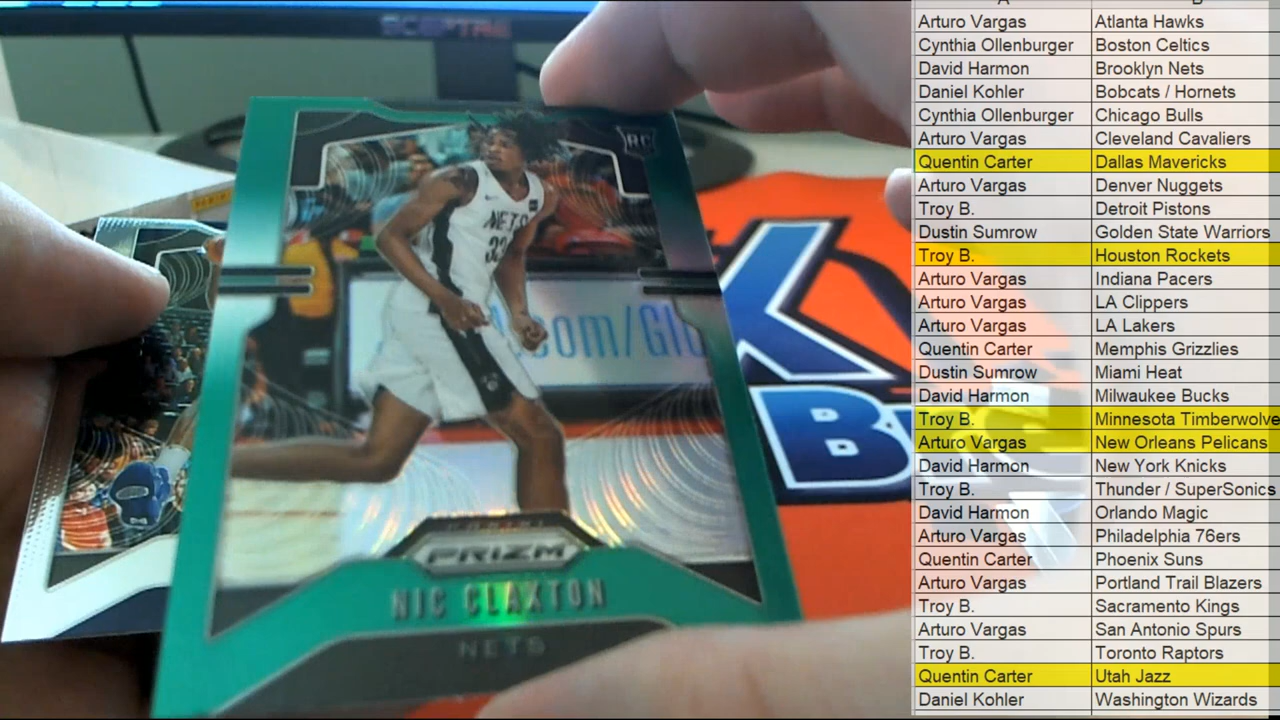 SCEPTRE
RC
NETS
33
.com/Glo
PRIZM
NIC CLAXTON
NETS
K
B
A B
Arturo Vargas Atlanta Hawks
Cynthia Ollenburger Boston Celtics
David Harmon Brooklyn Nets
Daniel Kohler Bobcats / Hornets
Cynthia Ollenburger Chicago Bulls
Arturo Vargas Cleveland Cavaliers
Quentin Carter Dallas Mavericks
Arturo Vargas Denver Nuggets
Troy B. Detroit Pistons
Dustin Sumrow Golden State Warriors
Troy B. Houston Rockets
Arturo Vargas Indiana Pacers
Arturo Vargas LA Clippers
Arturo Vargas LA Lakers
Quentin Carter Memphis Grizzlies
Dustin Sumrow Miami Heat
David Harmon Milwaukee Bucks
Troy B. Minnesota Timberwolve
Arturo Vargas New Orleans Pelicans
David Harmon New York Knicks
Troy B. Thunder / SuperSonics
David Harmon Orlando Magic
Arturo Vargas Philadelphia 76ers
Quentin Carter Phoenix Suns
Arturo Vargas Portland Trail Blazers
Troy B. Sacramento Kings
Arturo Vargas San Antonio Spurs
Troy B. Toronto Raptors
Quentin Carter Utah Jazz
Daniel Kohler Washington Wizards